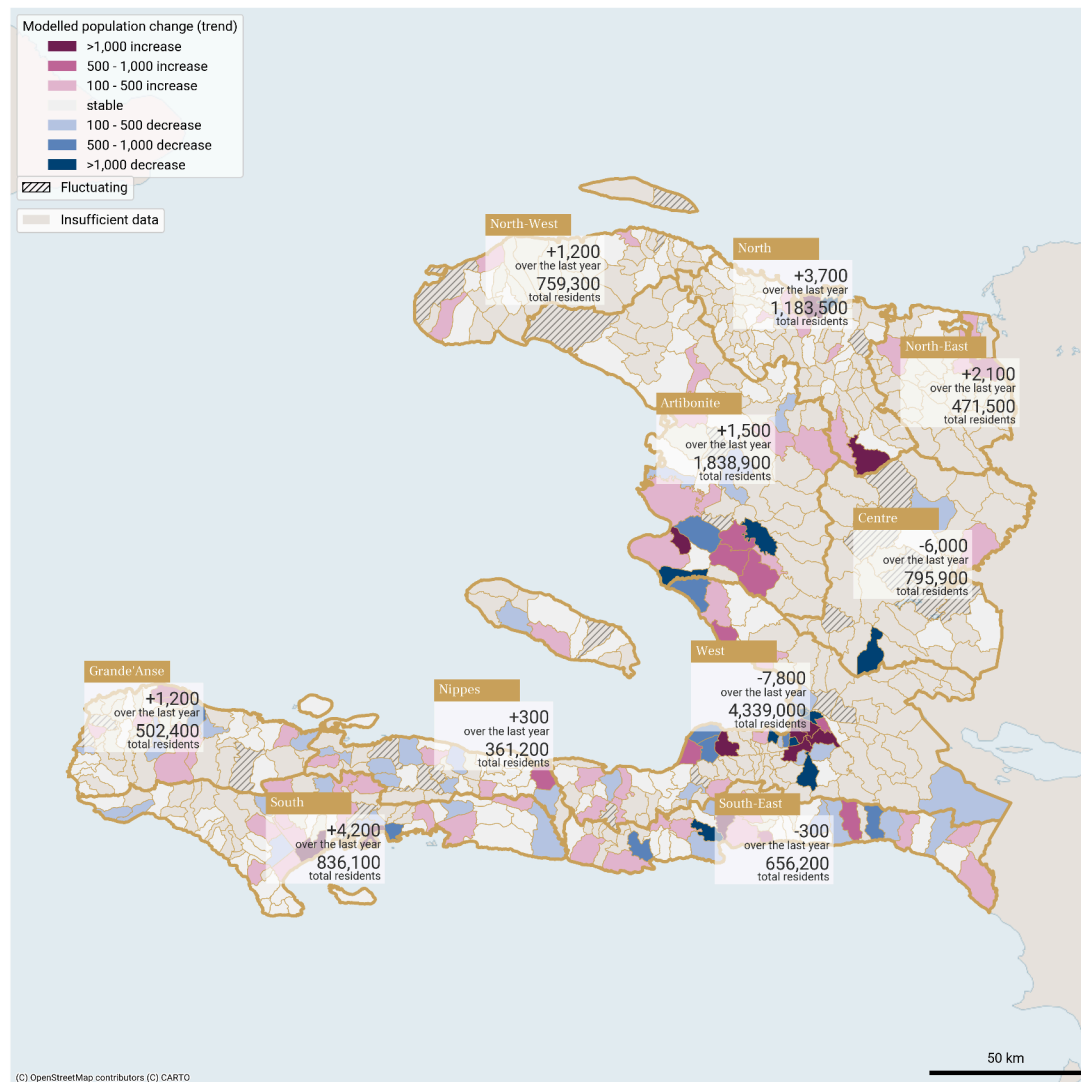 Modelled population change (trend)
>1,000 increase
500 - 1,000 increase
100 - 500 increase
stable
100 - 500 decrease
500 - 1,000 decrease
>1,000 decrease
Fluctuating
Insufficient data
North-West
+1,200
over the last year
759,300
total residents
North
+3,700
over the last year
1,183,500
total residents
North-East
+2,100
over the last year
471,500
total residents
Artibonite
+1,500
over the last year
1,838,900
total residents
Centre
-6,000
over the last year
795,900
total residents
West
-7,800
over the last year
4,339,000
total residents
Grande'Anse
+1,200
over the last year
502,400
total residents
Nippes
+300
over the last year
361,200
total residents
South
+4,200
over the last year
836,100
total residents
South-East
-300
over the last year
656,200
total residents
50 km
(C) OpenStreetMap contributors (C) CARTO